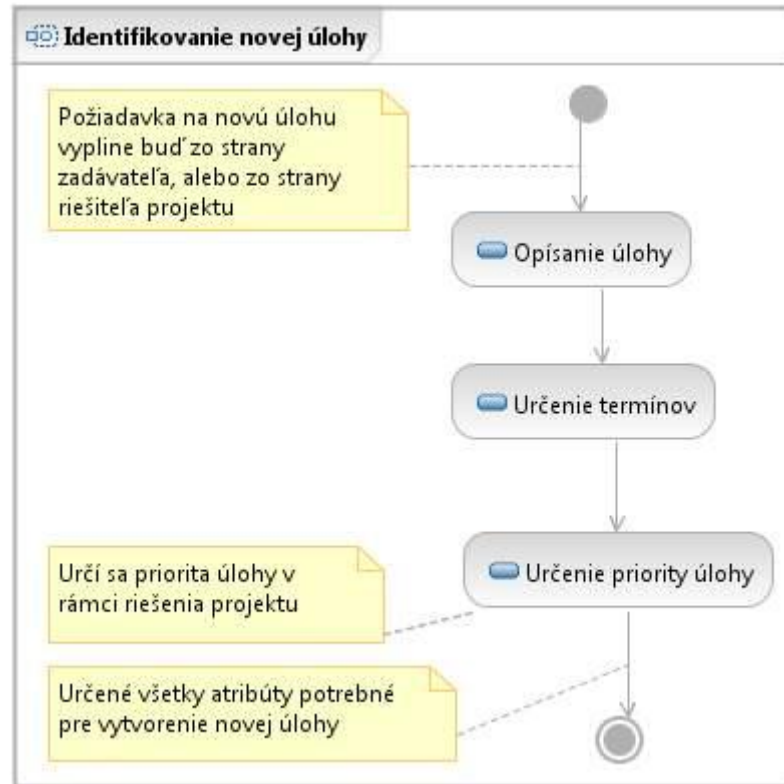 Identifikovanie novej úlohy
Požiadavka na novú úlohu
vypline buď zo strany
zadávateľa, alebo zo strany
riešiteľa projektu
Opísanie úlohy
Určenie termínov
Určí sa priorita úlohy v
rámci riešenia projektu
Určenie priority úlohy
Určené všetky atribúty potrebné
pre vytvorenie novej úlohy